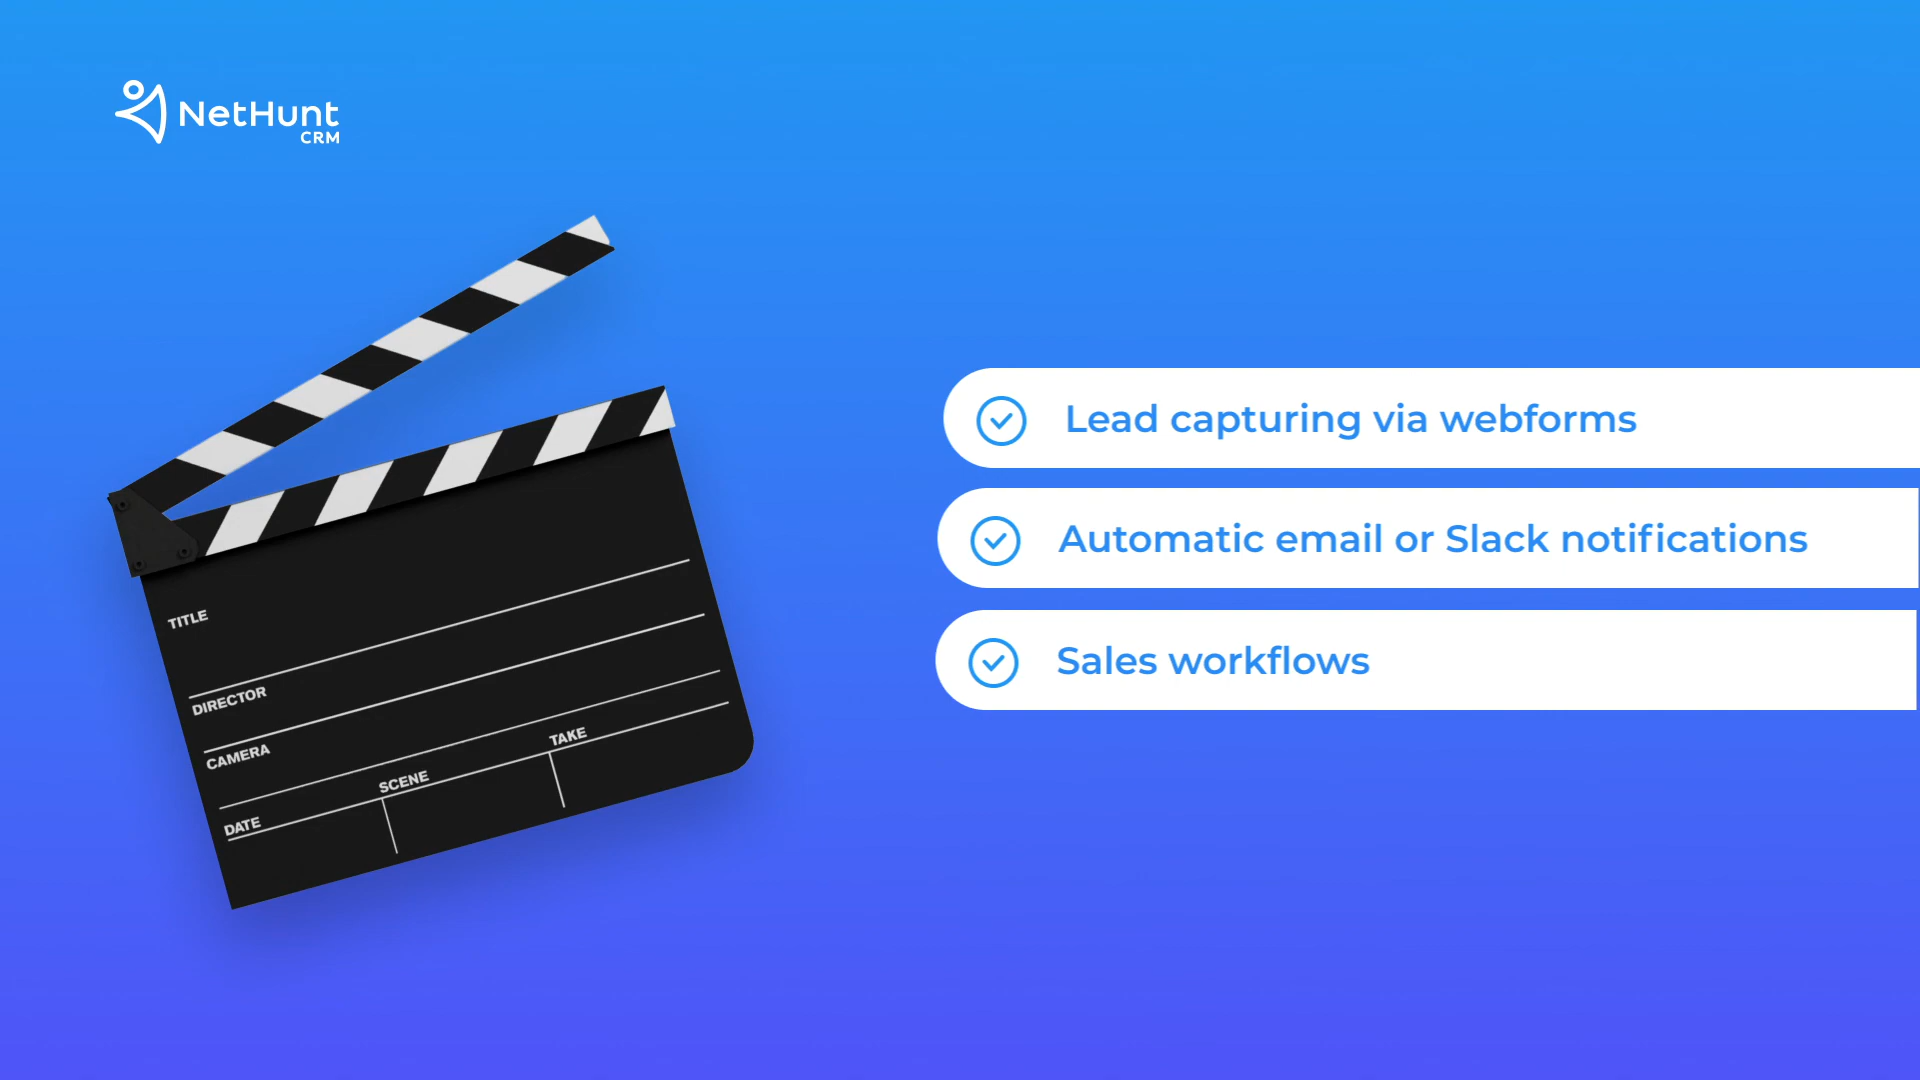 NetHunt
CRM
Lead capturing via webforms
Automatic email or Slack notifications
Sales workflows
TITLE
DIRECTOR
CAMERA
DATE
SCENE
TAKE